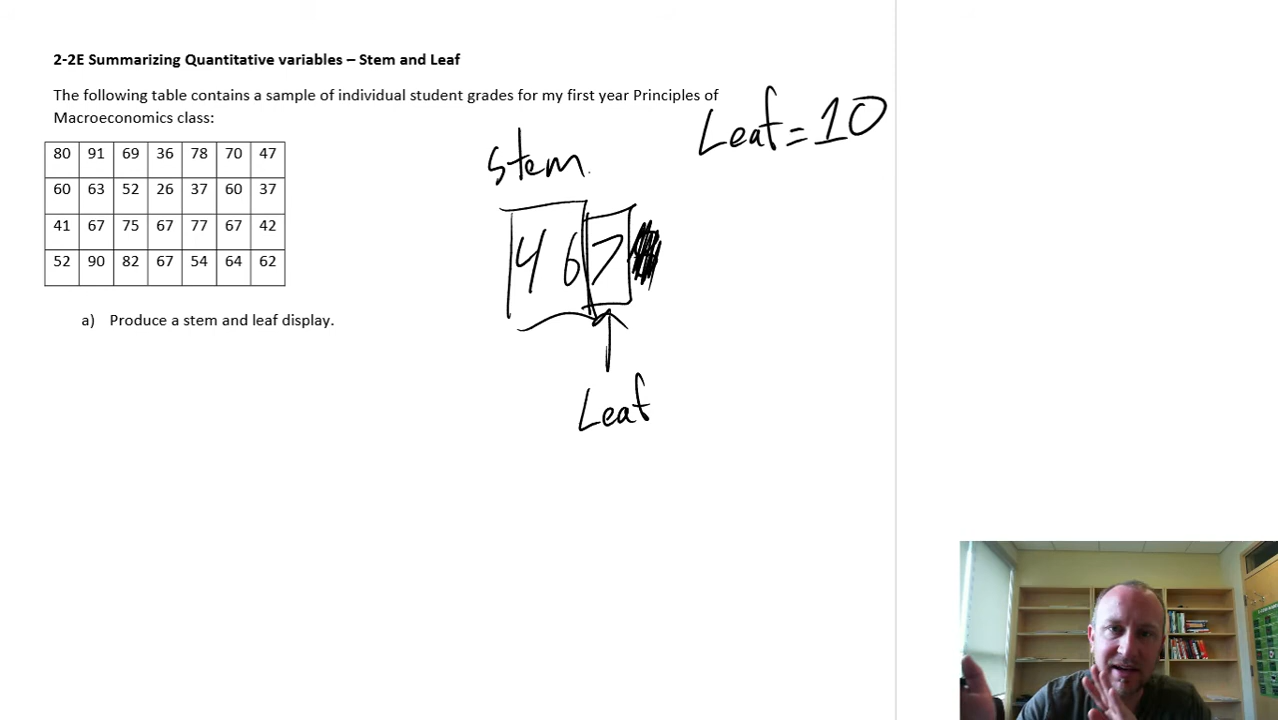 2-2E Summarizing Quantitative variables – Stem and Leaf
The following table contains a sample of individual student grades for my first year Principles of
Macroeconomics class:
80 91 69 36 78 70 47
60 63 52 26 37 60 37
41 67 75 67 77 67 42
52 90 82 67 54 64 62
a) Produce a stem and leaf display.
Leaf = 10
Stem
4 6 7
Leaf